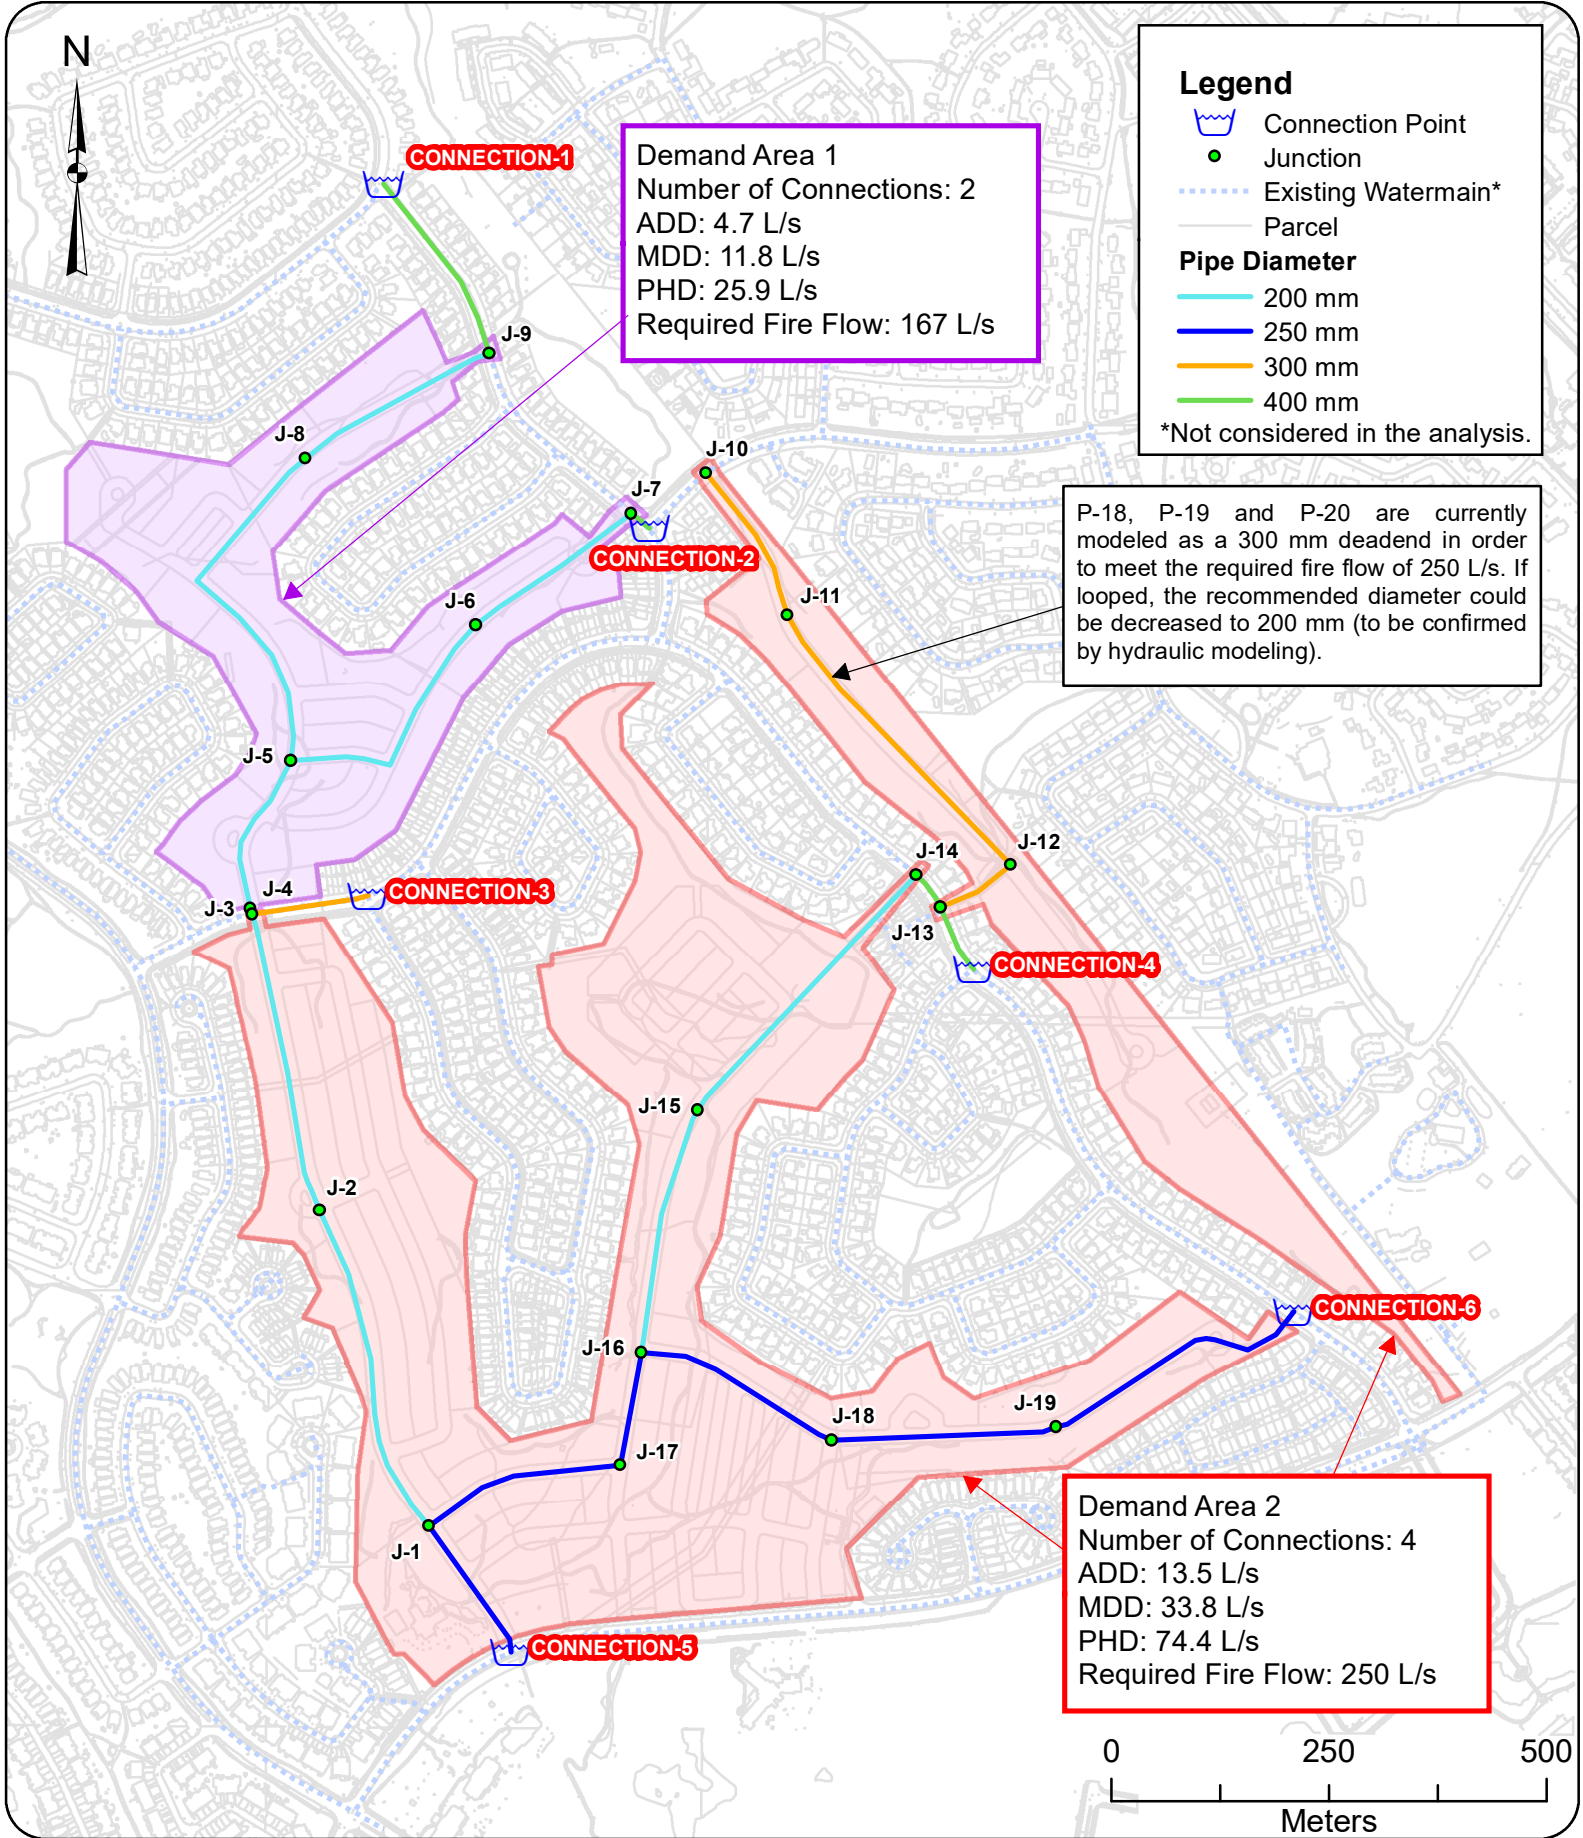 N
Legend
Connection Point
Junction
Existing Watermain*
Parcel
Pipe Diameter
200 mm
250 mm
300 mm
400 mm
*Not considered in the analysis.
CONNECTION-1
Demand Area 1
Number of Connections: 2
ADD: 4.7 L/s
MDD: 11.8 L/s
PHD: 25.9 L/s
Required Fire Flow: 167 L/s
J-9
J-8
J-10
J-7
CONNECTION-2
P-18, P-19 and P-20 are currently
modeled as a 300 mm deadend in order
to meet the required fire flow of 250 L/s. If
looped, the recommended diameter could
be decreased to 200 mm (to be confirmed
by hydraulic modeling).
J-6
J-11
J-5
J-12
J-14
J-4
CONNECTION-3
J-3
J-13
CONNECTION-4
J-15
J-2
CONNECTION-6
J-16
J-19
J-18
J-17
J-1
Demand Area 2
Number of Connections: 4
ADD: 13.5 L/s
MDD: 33.8 L/s
PHD: 74.4 L/s
Required Fire Flow: 250 L/s
CONNECTION-5
0 250 500
Meters